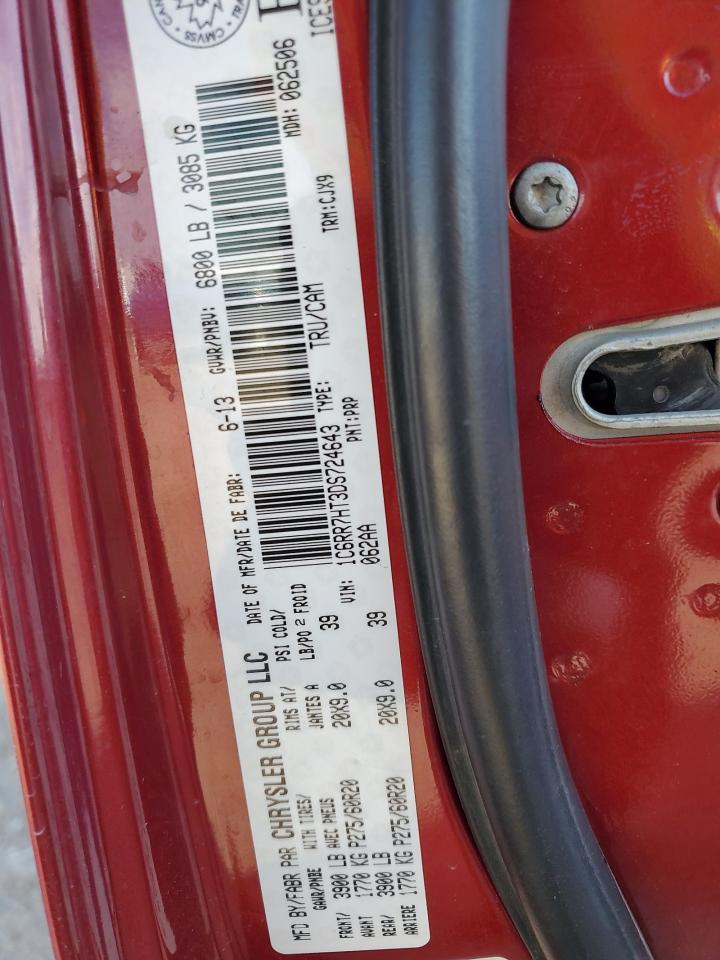 MFD BY/FABR PAR CHRYSLER GROUP LLC DATE OF MFR/DATE DE FABR: 6-13 GVWR/PNBV: 6800 LB / 3085 KG
GAWR/PNBE WITH TIRES/ RIMS AT/ PSI COLD/
AVEC PNEUS JANTES A LB/PO 2 FROID
FRONT/ 3900 LB
AVANT 1770 KG P275/60R20 20X9.0 39
REAR/ 3900 LB
ARRIERE 1770 KG P275/60R20 20X9.0 39
VIN: 1C6RR7HT3DS724643 TYPE: TRU/CAM TRM:CJX9 MDH: 062506
062AA PNT:PRP
CMVSS